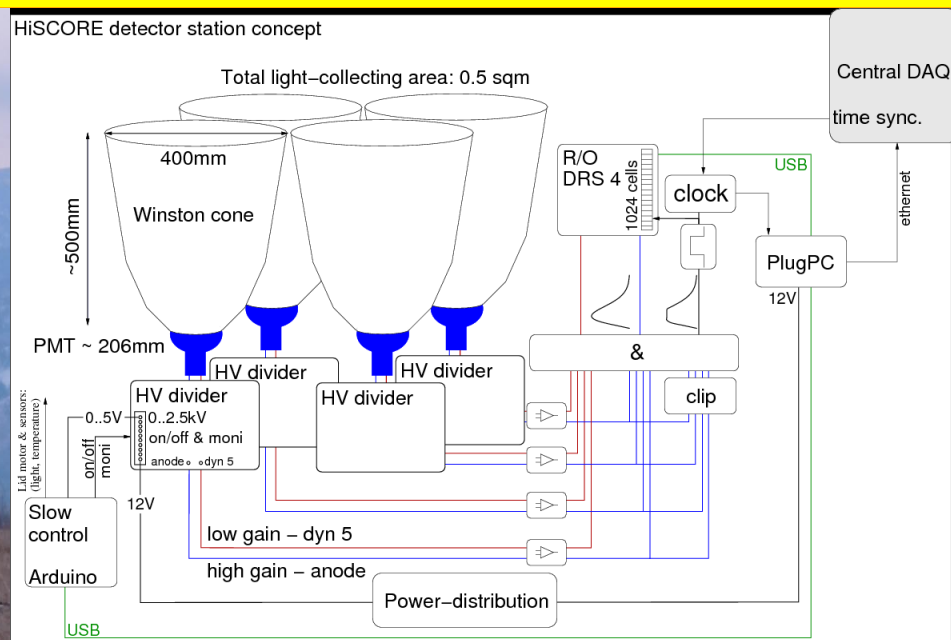 HiSCORE detector station concept
Total light-collecting area: 0.5 sqm
Central DAQ
time sync.
400mm
Winston cone
~500mm
R/O
DRS 4
1024 cells
USB
clock
ethernet
PlugPC
12V
PMT ~ 206mm
&
HV divider
HV divider
HV divider
HV divider
clip
0..5V
0..2.5kV
on/off & moni
anode
dyn 5
Lid motor & sensors:
(light, temperature)
on/off
moni
12V
Slow
control
Arduino
low gain - dyn 5
high gain - anode
Power-distribution
USB